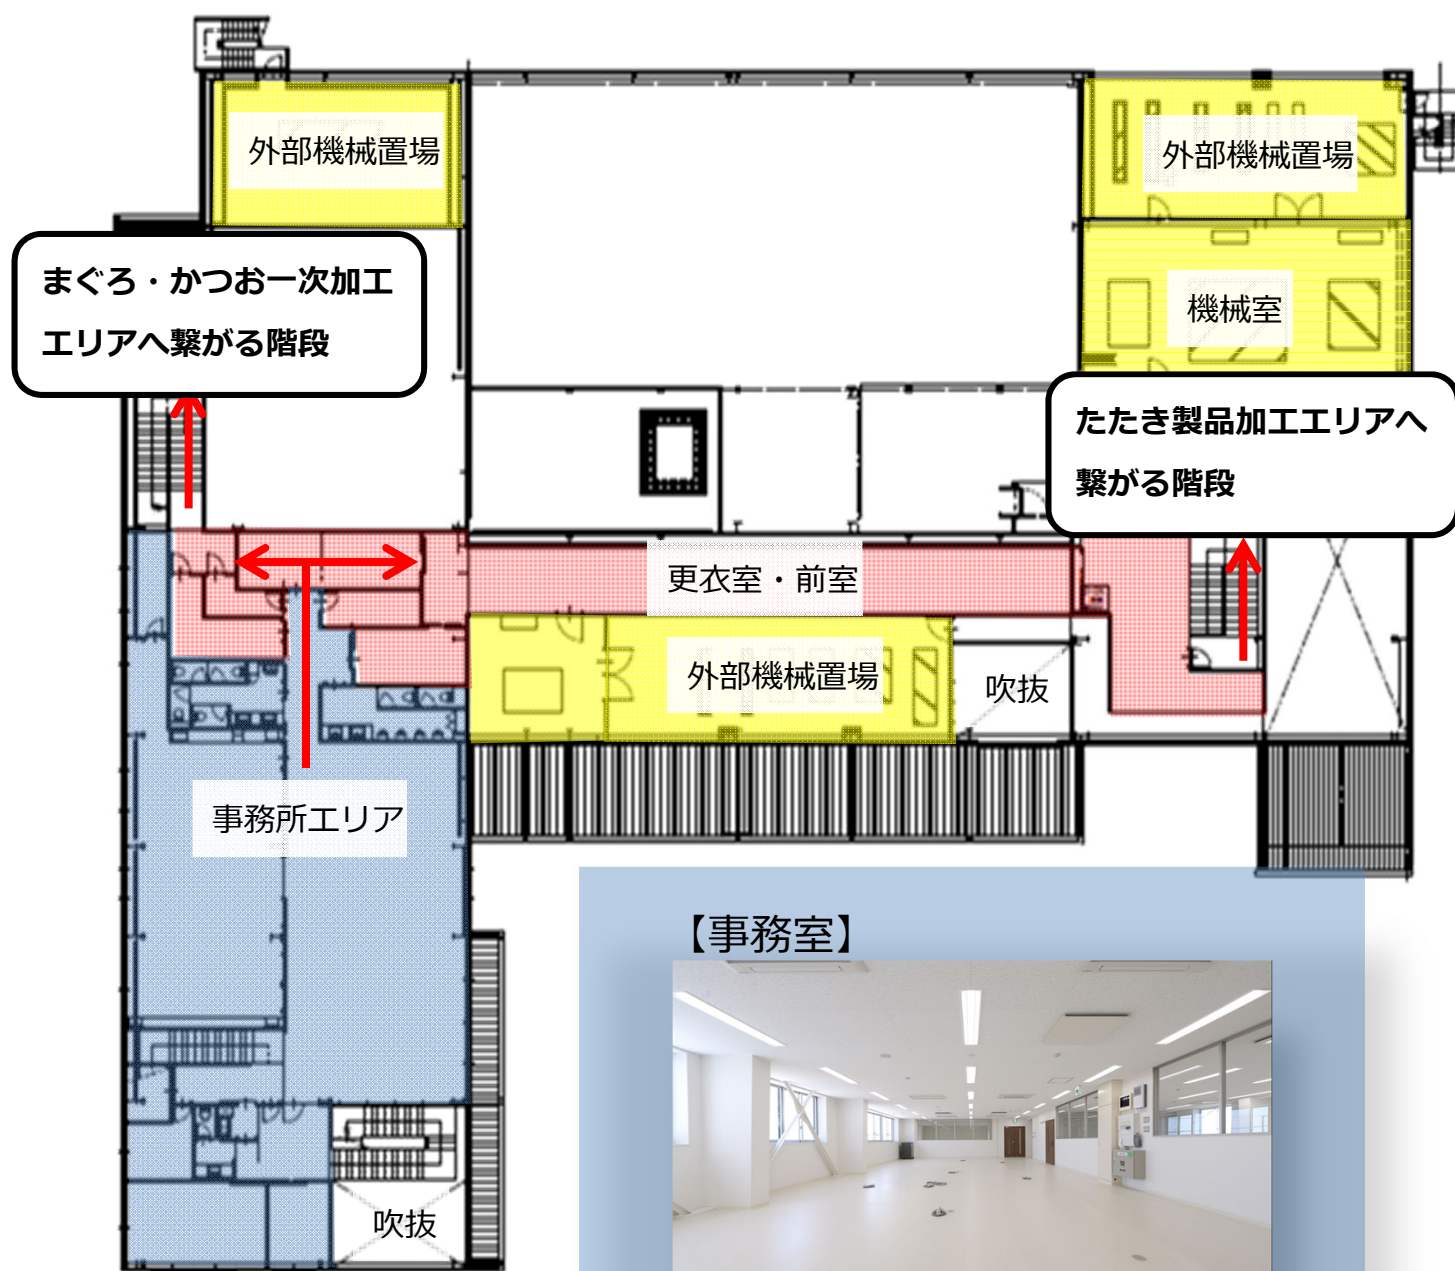 外部機械置場
外部機械置場
まぐろ・かつお一次加工
エリアへ繋がる階段
機械室
たたき製品加工エリアへ
繋がる階段
更衣室・前室
外部機械置場
吹抜
事務所エリア
【事務室】
吹抜